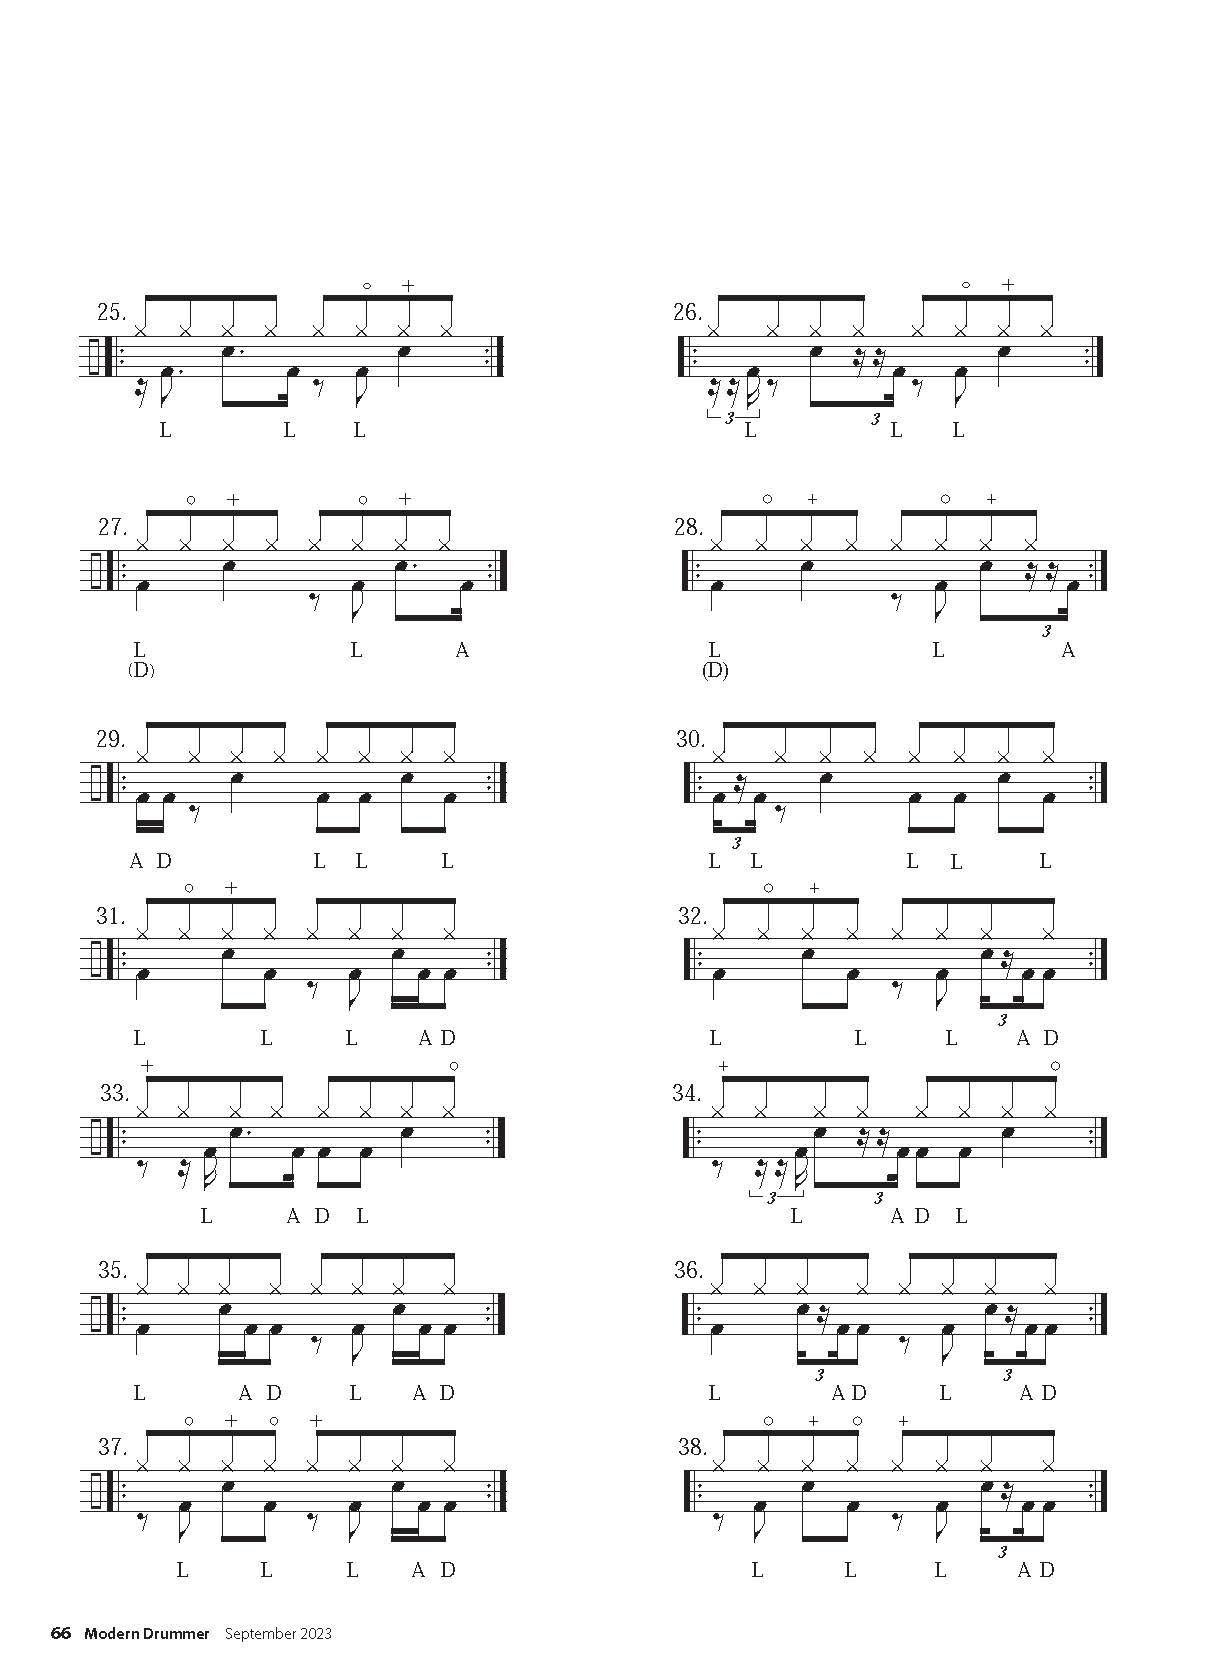 25. 26.
3 3
L L L L L L
27. 28.
3
L L A L L A
(D) (D)
29. 30.
3
A D L L L L L L L L
31. 32.
3
L L L A D L L L A D
33. 34.
3 3
L A D L L A D L
35. 36.
3 3
L A D L A D L A D L A D
37. 38.
3
L L L A D L L L A D
66 Modern Drummer September 2023